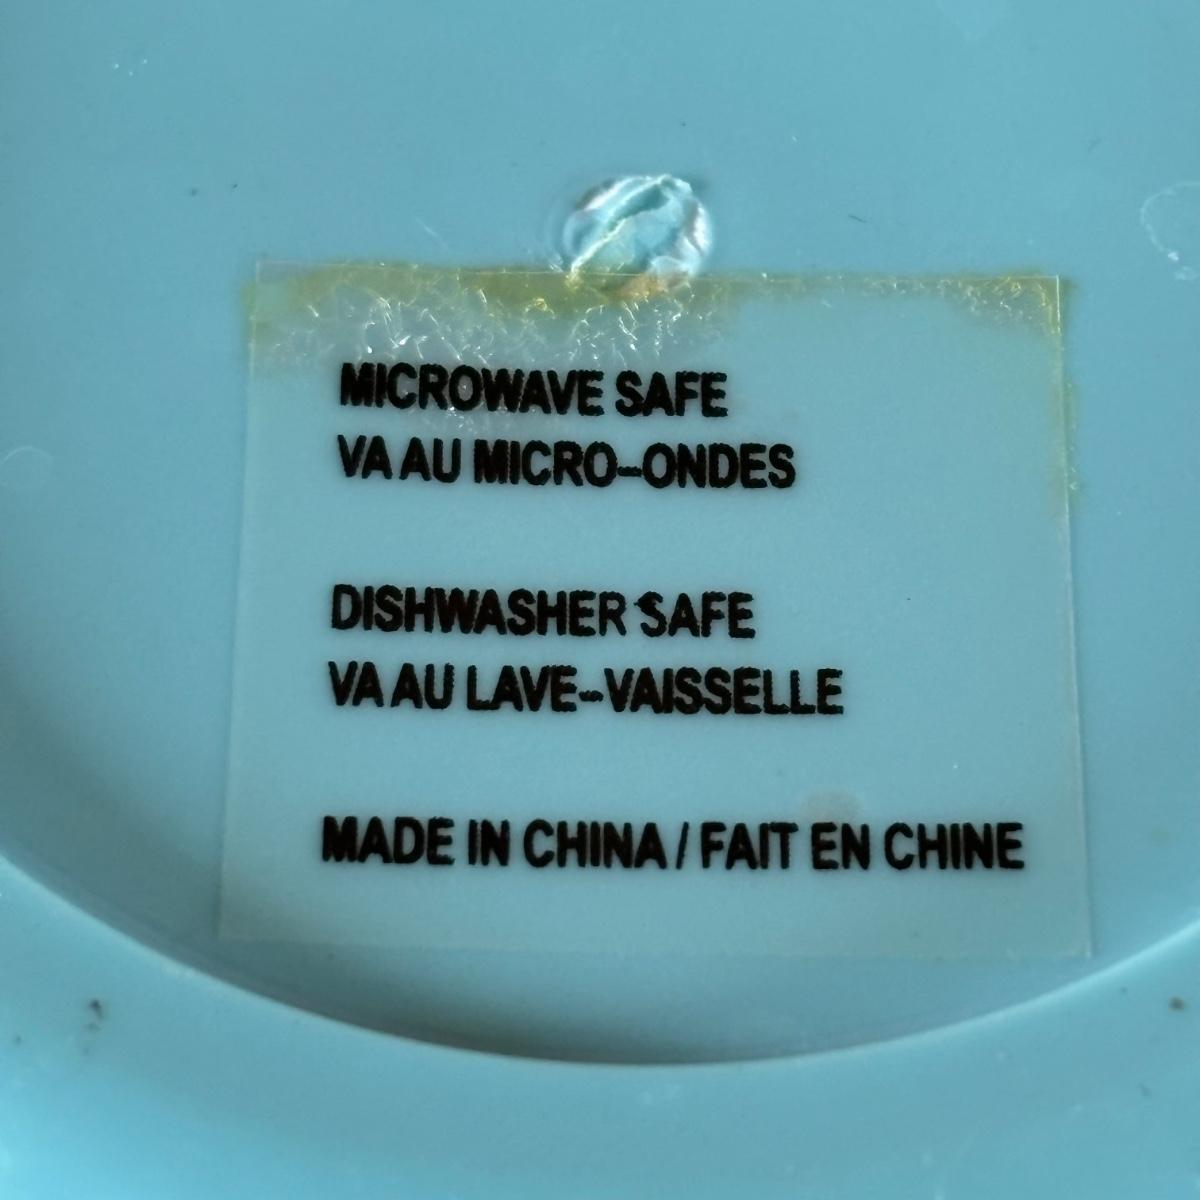 MICROWAVE SAFE
VA AU MICRO-ONDES
DISHWASHER SAFE
VA AU LAVE-VAISSELLE
MADE IN CHINA / FAIT EN CHINE